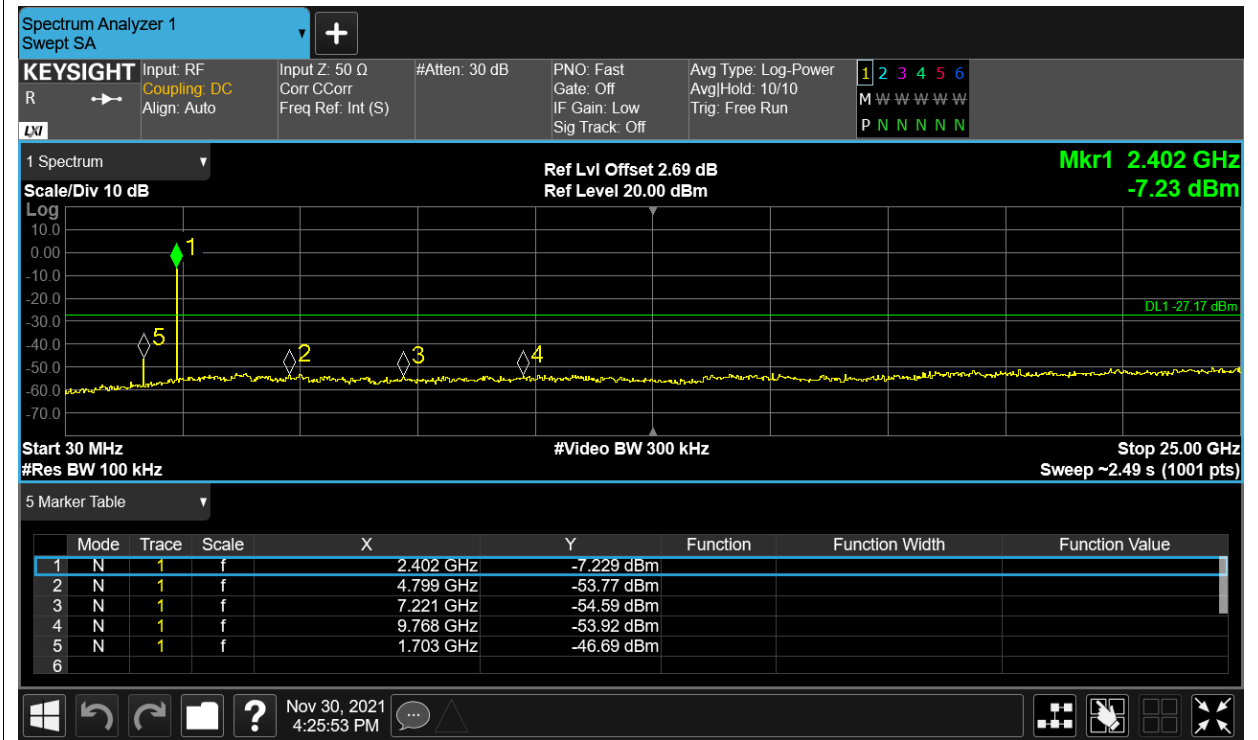 Spectrum Analyzer 1
Swept SA
KEYSIGHT
R
LXI
Input: RF
Coupling: DC
Align: Auto
Input Z: 50 Ω
Corr CCorr
Freq Ref: Int (S)
#Atten: 30 dB
PNO: Fast
Gate: Off
IF Gain: Low
Sig Track: Off
Avg Type: Log-Power
Avg|Hold: 10/10
Trig: Free Run
1 2 3 4 5 6
M W W W W W
P N N N N N
1 Spectrum
Ref Lvl Offset 2.69 dB
Mkr1 2.402 GHz
Scale/Div 10 dB
Ref Level 20.00 dBm
-7.23 dBm
Log
10.0
0.00
-10.0
-20.0
-30.0
-40.0
-50.0
-60.0
-70.0
1
DL1 -27.17 dBm
5
2
3
4
Start 30 MHz
#Video BW 300 kHz
Stop 25.00 GHz
#Res BW 100 kHz
Sweep ~2.49 s (1001 pts)
5 Marker Table
Mode Trace Scale X Y Function Function Width Function Value
1 N 1 f 2.402 GHz -7.229 dBm
2 N 1 f 4.799 GHz -53.77 dBm
3 N 1 f 7.221 GHz -54.59 dBm
4 N 1 f 9.768 GHz -53.92 dBm
5 N 1 f 1.703 GHz -46.69 dBm
6
?
Nov 30, 2021
4:25:53 PM